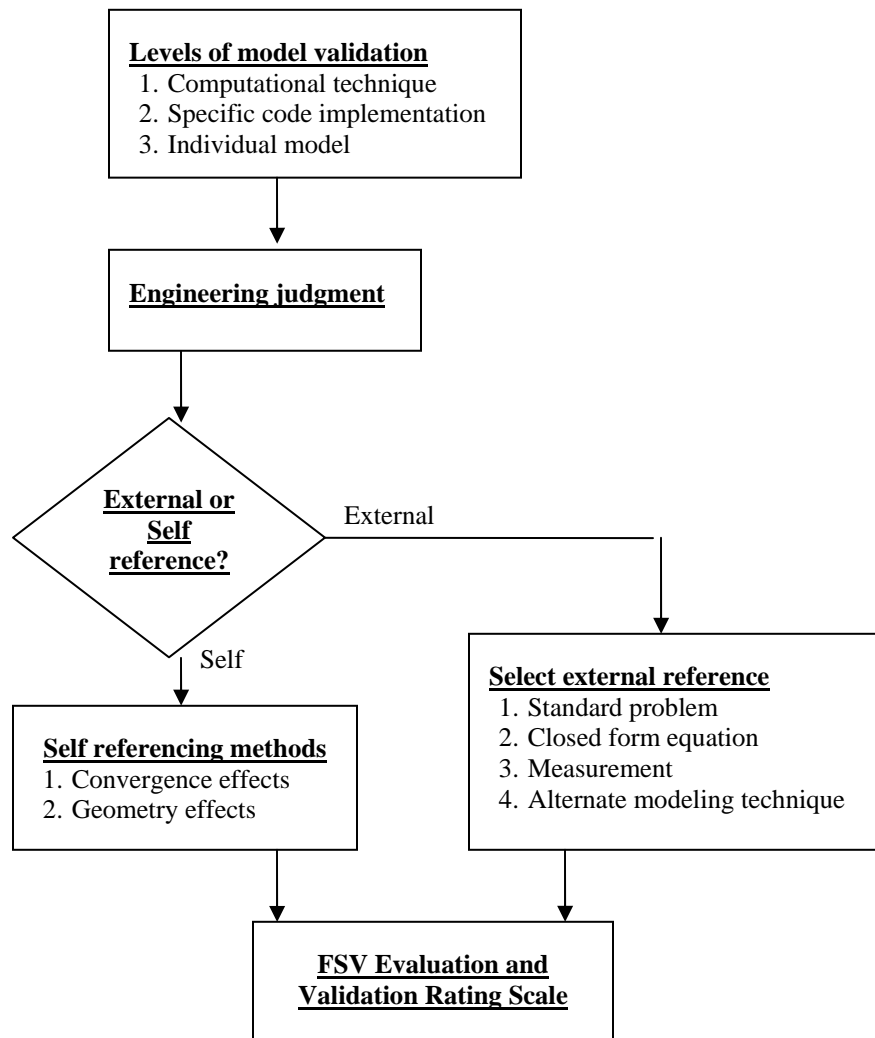 Levels of model validation
1. Computational technique
2. Specific code implementation
3. Individual model
Engineering judgment
External or
Self
reference?
External
Self
Self referencing methods
1. Convergence effects
2. Geometry effects
Select external reference
1. Standard problem
2. Closed form equation
3. Measurement
4. Alternate modeling technique
FSV Evaluation and
Validation Rating Scale